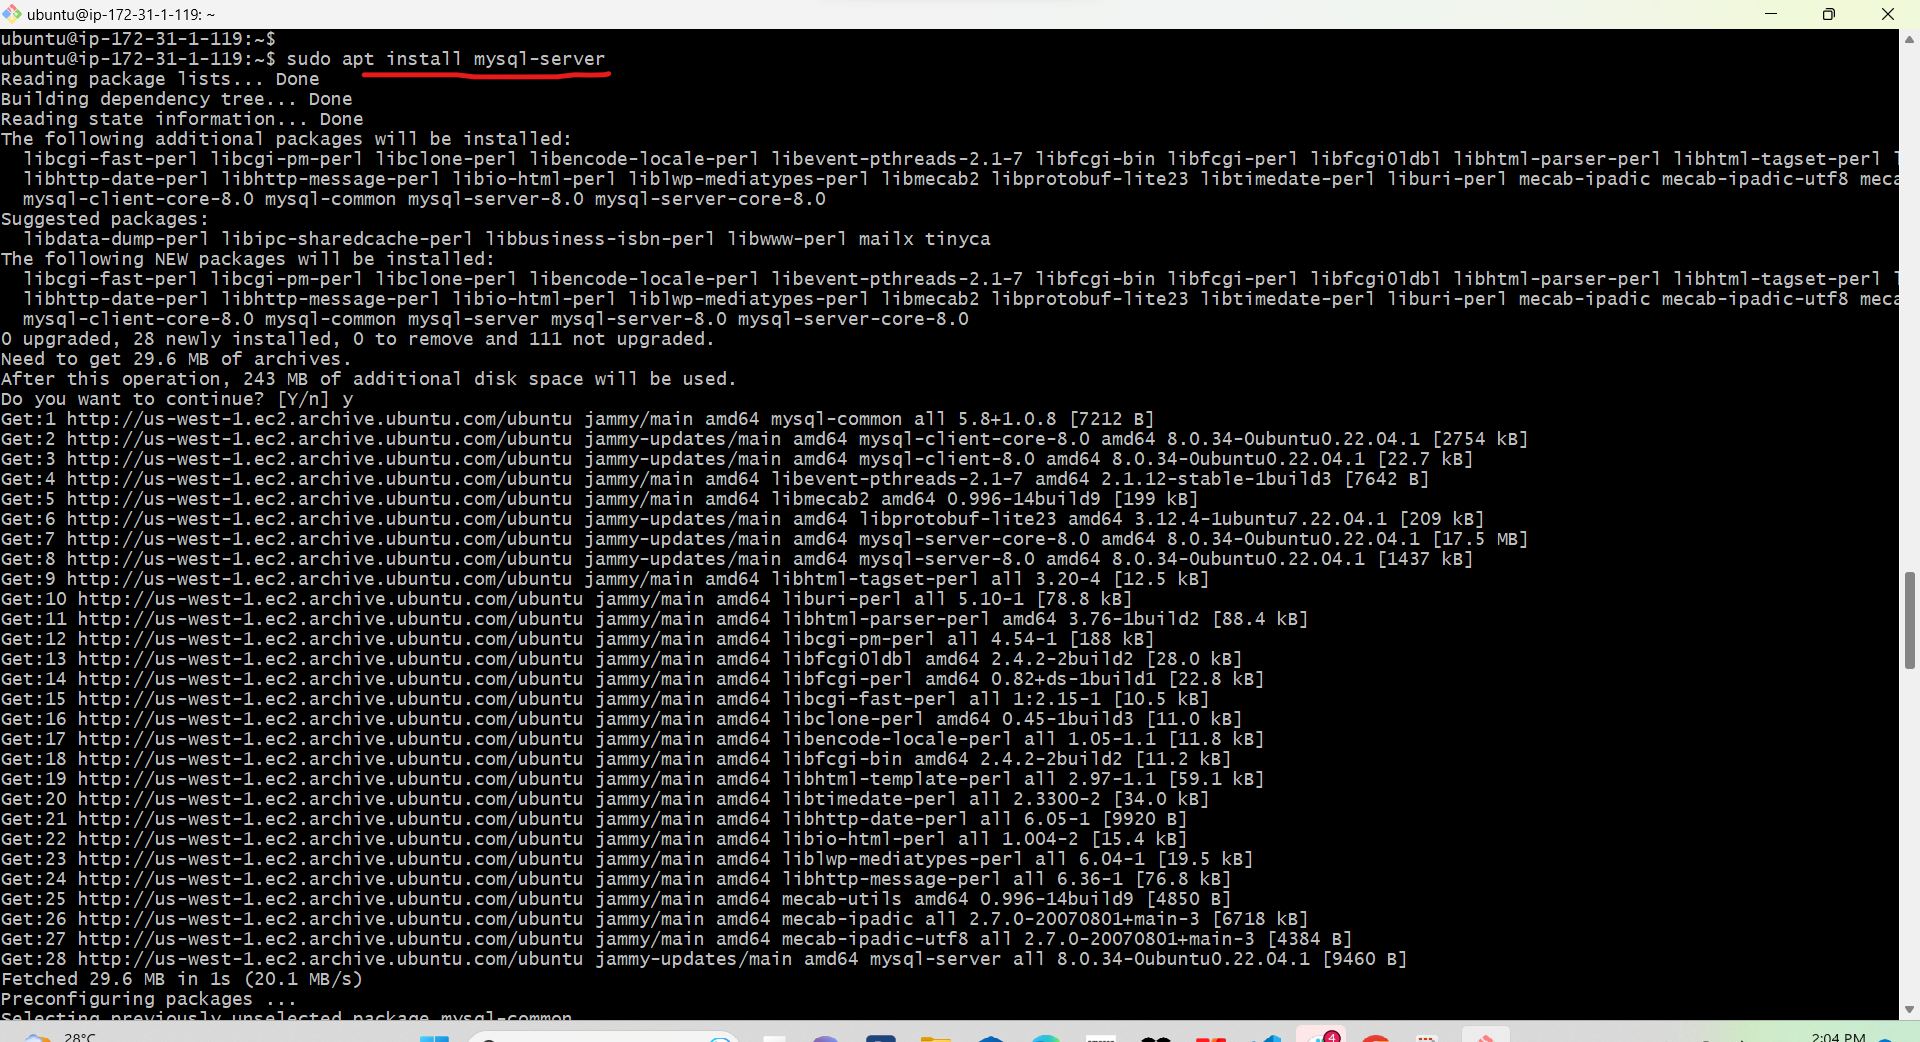 ubuntu@ip-172-31-1-119: ~
ubuntu@ip-172-31-1-119:~$
ubuntu@ip-172-31-1-119:~$ sudo apt install mysql-server
Reading package lists... Done
Building dependency tree... Done
Reading state information... Done
The following additional packages will be installed:
  libcgi-fast-perl libcgi-pm-perl libclone-perl libencode-locale-perl libevent-pthreads-2.1-7 libfcgi-bin libfcgi-perl libfcgi0ldbl libhtml-parser-perl libhtml-tagset-perl l
  libhttp-date-perl libhttp-message-perl libio-html-perl liblwp-mediatypes-perl libmecab2 libprotobuf-lite23 libtimedate-perl liburi-perl mecab-ipadic mecab-ipadic-utf8 meca
  mysql-client-core-8.0 mysql-common mysql-server-8.0 mysql-server-core-8.0
Suggested packages:
  libdata-dump-perl libipc-sharedcache-perl libbusiness-isbn-perl libwww-perl mailx tinyca
The following NEW packages will be installed:
  libcgi-fast-perl libcgi-pm-perl libclone-perl libencode-locale-perl libevent-pthreads-2.1-7 libfcgi-bin libfcgi-perl libfcgi0ldbl libhtml-parser-perl libhtml-tagset-perl l
  libhttp-date-perl libhttp-message-perl libio-html-perl liblwp-mediatypes-perl libmecab2 libprotobuf-lite23 libtimedate-perl liburi-perl mecab-ipadic mecab-ipadic-utf8 meca
  mysql-client-core-8.0 mysql-common mysql-server mysql-server-8.0 mysql-server-core-8.0
0 upgraded, 28 newly installed, 0 to remove and 111 not upgraded.
Need to get 29.6 MB of archives.
After this operation, 243 MB of additional disk space will be used.
Do you want to continue? [Y/n] y
Get:1 http://us-west-1.ec2.archive.ubuntu.com/ubuntu jammy/main amd64 mysql-common all 5.8+1.0.8 [7212 B]
Get:2 http://us-west-1.ec2.archive.ubuntu.com/ubuntu jammy-updates/main amd64 mysql-client-core-8.0 amd64 8.0.34-0ubuntu0.22.04.1 [2754 kB]
Get:3 http://us-west-1.ec2.archive.ubuntu.com/ubuntu jammy-updates/main amd64 mysql-client-8.0 amd64 8.0.34-0ubuntu0.22.04.1 [22.7 kB]
Get:4 http://us-west-1.ec2.archive.ubuntu.com/ubuntu jammy/main amd64 libevent-pthreads-2.1-7 amd64 2.1.12-stable-1build3 [7642 B]
Get:5 http://us-west-1.ec2.archive.ubuntu.com/ubuntu jammy/main amd64 libmecab2 amd64 0.996-14build9 [199 kB]
Get:6 http://us-west-1.ec2.archive.ubuntu.com/ubuntu jammy-updates/main amd64 libprotobuf-lite23 amd64 3.12.4-1ubuntu7.22.04.1 [209 kB]
Get:7 http://us-west-1.ec2.archive.ubuntu.com/ubuntu jammy-updates/main amd64 mysql-server-core-8.0 amd64 8.0.34-0ubuntu0.22.04.1 [17.5 MB]
Get:8 http://us-west-1.ec2.archive.ubuntu.com/ubuntu jammy-updates/main amd64 mysql-server-8.0 amd64 8.0.34-0ubuntu0.22.04.1 [1437 kB]
Get:9 http://us-west-1.ec2.archive.ubuntu.com/ubuntu jammy/main amd64 libhtml-tagset-perl all 3.20-4 [12.5 kB]
Get:10 http://us-west-1.ec2.archive.ubuntu.com/ubuntu jammy/main amd64 liburi-perl all 5.10-1 [78.8 kB]
Get:11 http://us-west-1.ec2.archive.ubuntu.com/ubuntu jammy/main amd64 libhtml-parser-perl amd64 3.76-1build2 [88.4 kB]
Get:12 http://us-west-1.ec2.archive.ubuntu.com/ubuntu jammy/main amd64 libcgi-pm-perl all 4.54-1 [188 kB]
Get:13 http://us-west-1.ec2.archive.ubuntu.com/ubuntu jammy/main amd64 libfcgi0ldbl amd64 2.4.2-2build2 [28.0 kB]
Get:14 http://us-west-1.ec2.archive.ubuntu.com/ubuntu jammy/main amd64 libfcgi-perl amd64 0.82+ds-1build1 [22.8 kB]
Get:15 http://us-west-1.ec2.archive.ubuntu.com/ubuntu jammy/main amd64 libcgi-fast-perl all 1:2.15-1 [10.5 kB]
Get:16 http://us-west-1.ec2.archive.ubuntu.com/ubuntu jammy/main amd64 libclone-perl amd64 0.45-1build3 [11.0 kB]
Get:17 http://us-west-1.ec2.archive.ubuntu.com/ubuntu jammy/main amd64 libencode-locale-perl all 1.05-1.1 [11.8 kB]
Get:18 http://us-west-1.ec2.archive.ubuntu.com/ubuntu jammy/main amd64 libfcgi-bin amd64 2.4.2-2build2 [11.2 kB]
Get:19 http://us-west-1.ec2.archive.ubuntu.com/ubuntu jammy/main amd64 libhtml-template-perl all 2.97-1.1 [59.1 kB]
Get:20 http://us-west-1.ec2.archive.ubuntu.com/ubuntu jammy/main amd64 libtimedate-perl all 2.3300-2 [34.0 kB]
Get:21 http://us-west-1.ec2.archive.ubuntu.com/ubuntu jammy/main amd64 libhttp-date-perl all 6.05-1 [9920 B]
Get:22 http://us-west-1.ec2.archive.ubuntu.com/ubuntu jammy/main amd64 libio-html-perl all 1.004-2 [15.4 kB]
Get:23 http://us-west-1.ec2.archive.ubuntu.com/ubuntu jammy/main amd64 liblwp-mediatypes-perl all 6.04-1 [19.5 kB]
Get:24 http://us-west-1.ec2.archive.ubuntu.com/ubuntu jammy/main amd64 libhttp-message-perl all 6.36-1 [76.8 kB]
Get:25 http://us-west-1.ec2.archive.ubuntu.com/ubuntu jammy/main amd64 mecab-utils amd64 0.996-14build9 [4850 B]
Get:26 http://us-west-1.ec2.archive.ubuntu.com/ubuntu jammy/main amd64 mecab-ipadic all 2.7.0-20070801+main-3 [6718 kB]
Get:27 http://us-west-1.ec2.archive.ubuntu.com/ubuntu jammy/main amd64 mecab-ipadic-utf8 all 2.7.0-20070801+main-3 [4384 B]
Get:28 http://us-west-1.ec2.archive.ubuntu.com/ubuntu jammy-updates/main amd64 mysql-server all 8.0.34-0ubuntu0.22.04.1 [9460 B]
Fetched 29.6 MB in 1s (20.1 MB/s)
Preconfiguring packages ...
Selecting previously unselected package mysql-common
28°C
4
2:04 PM